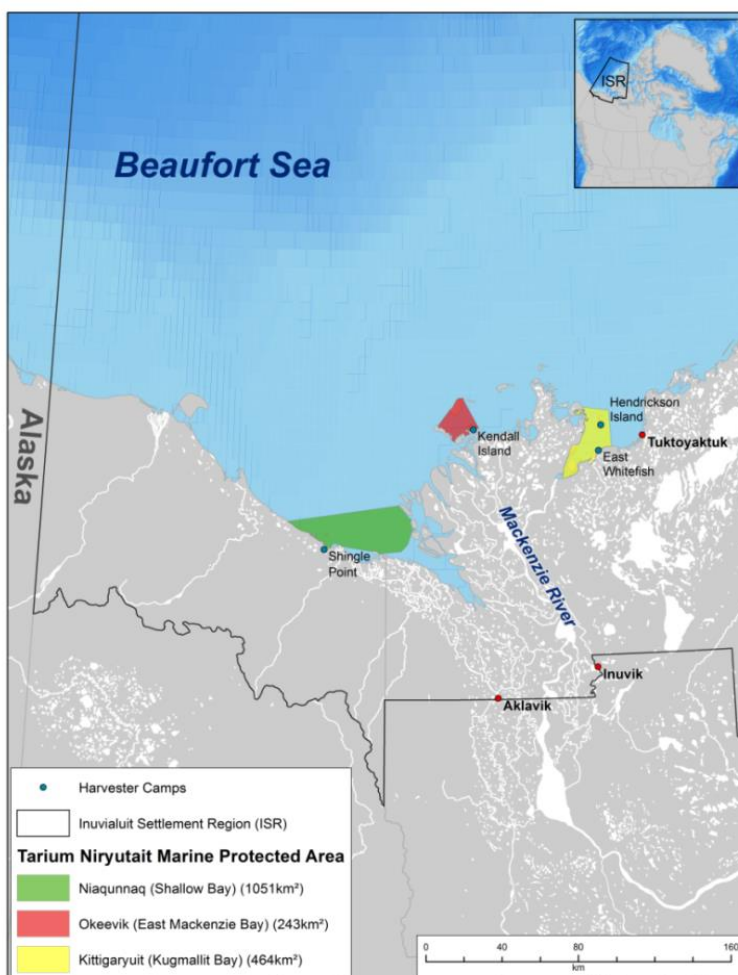 ISR
Beaufort Sea
Alaska
Hendrickson
Island
Kendall
Island
Tuktoyaktuk
East
Whitefish
Mackenzie River
Shingle
Point
Inuvik
Aklavik
Harvester Camps
Inuvialuit Settlement Region (ISR)
Tarium Niryutait Marine Protected Area
Niaqunnaq (Shallow Bay) (1051km²)
Okeevik (East Mackenzie Bay) (243km²)
Kittigaryuit (Kugmallit Bay) (464km²)
0 40 80 160
km